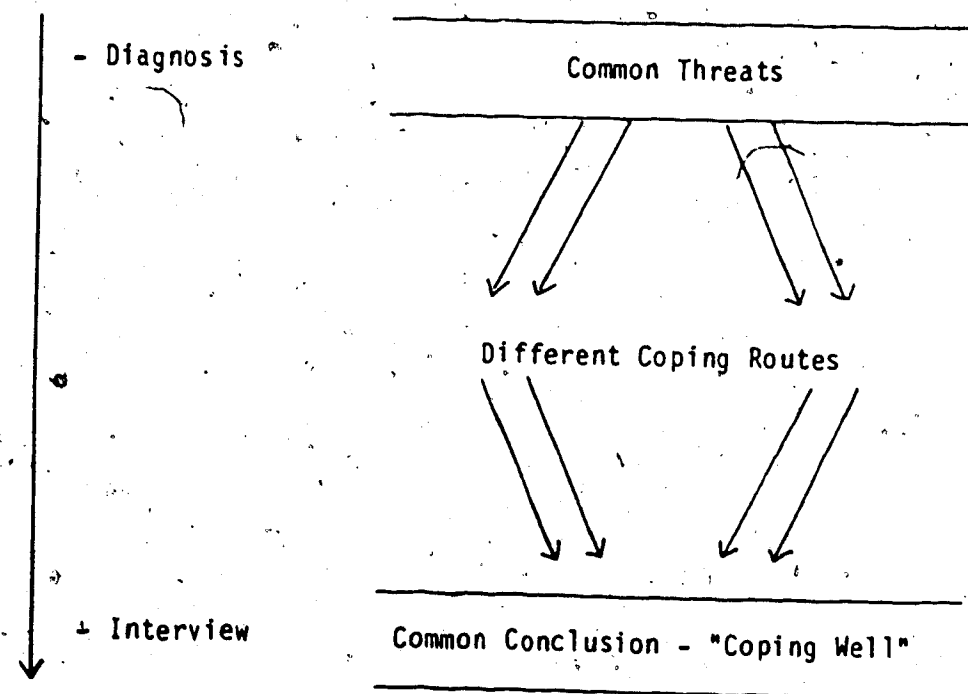 - Diagnosis
Common Threats
Different Coping Routes
- Interview
Common Conclusion - "Coping Well"